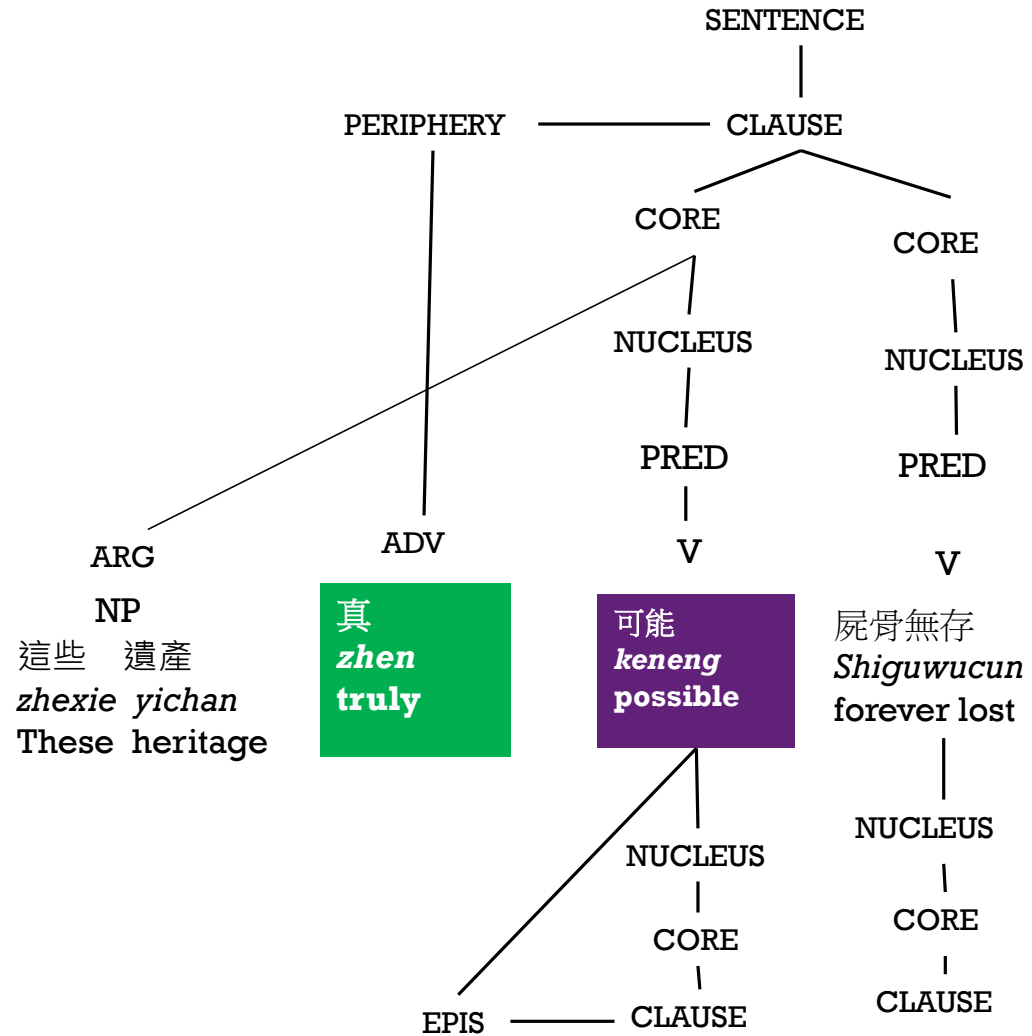 SENTENCE
PERIPHERY CLAUSE
CORE CORE
NUCLEUS NUCLEUS
PRED PRED
ARG ADV V V
NP
這些 遺產
zhexie yichan
These heritage
真
zhen
truly
可能
keneng
possible
屍骨無存
Shiguwucun
forever lost
NUCLEUS NUCLEUS
CORE CORE
EPIS CLAUSE CLAUSE